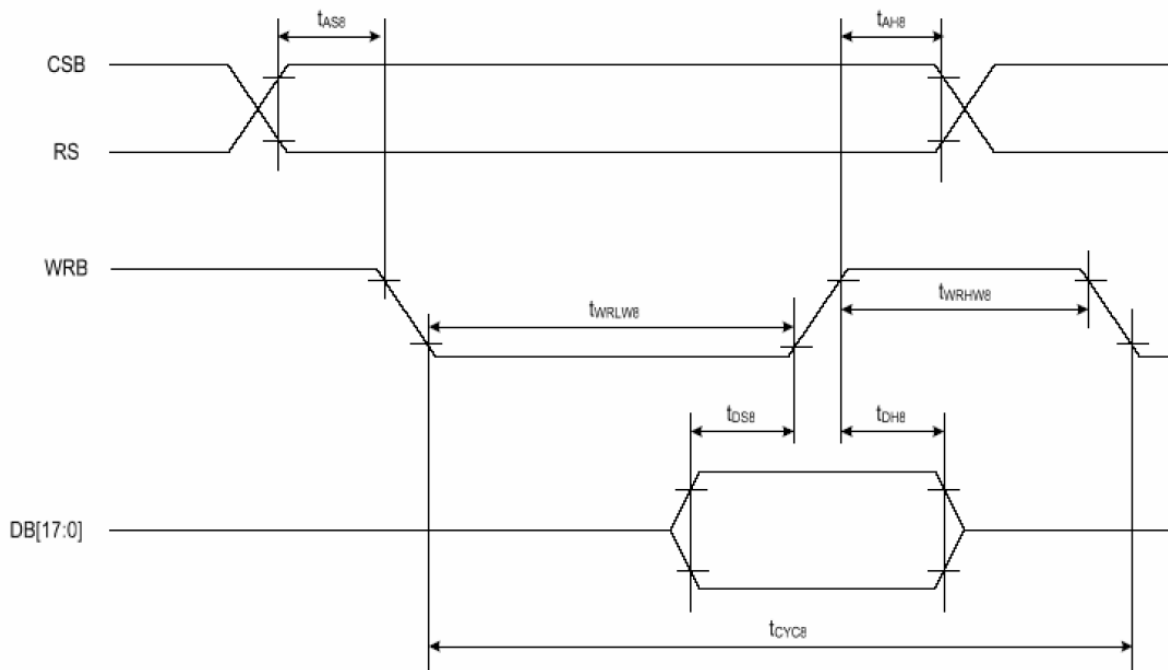 tAS8
tAH8
CSB
RS
WRB
tWRLW8
tWRHW8
tDS8
tDH8
DB[17:0]
tCYC8